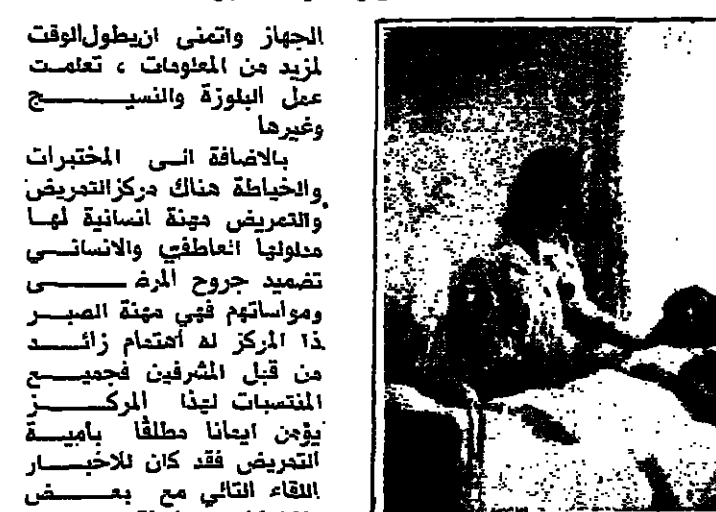 الجهاز واتمنى ان يطول الوقت
لمزيد من المعلومات ، تعلمت
عمل البلوزة والنسيج
وغيرها
بالاضافة الى المختبرات
والخياطة هناك مركز التمريض
والتمريض مهنة انسانية لها
مدلولها العاطفي والانساني
تضميد جروح المرضى
ومواساتهم فهي مهنة الصبر
ذا المركز له أهتمام زائد
من قبل المشرفين فجميع
المنتسبات لهذا المركز
يؤمن ايمانا مطلقا بأمية
التمريض فقد كان للاخبار
اللقاء التالي مع بعض